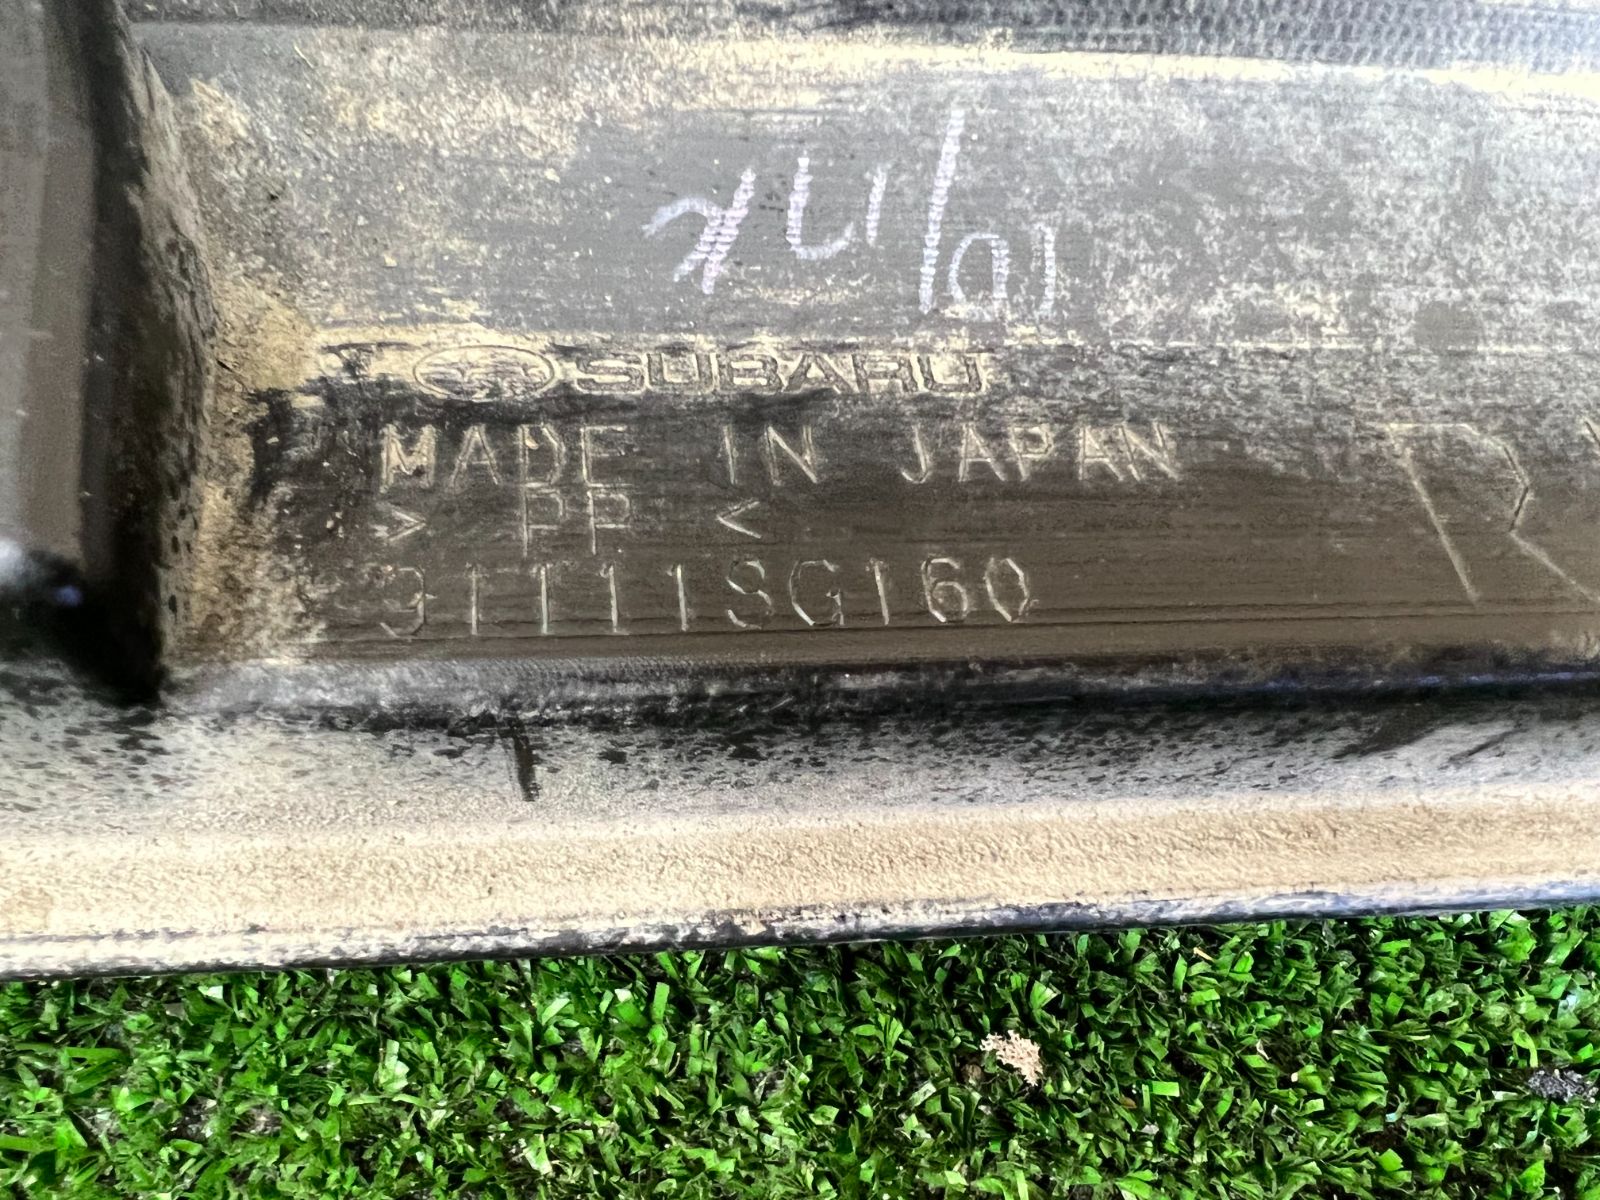 SUBARU
MADE IN JAPAN
> PP <
91111SG160
R